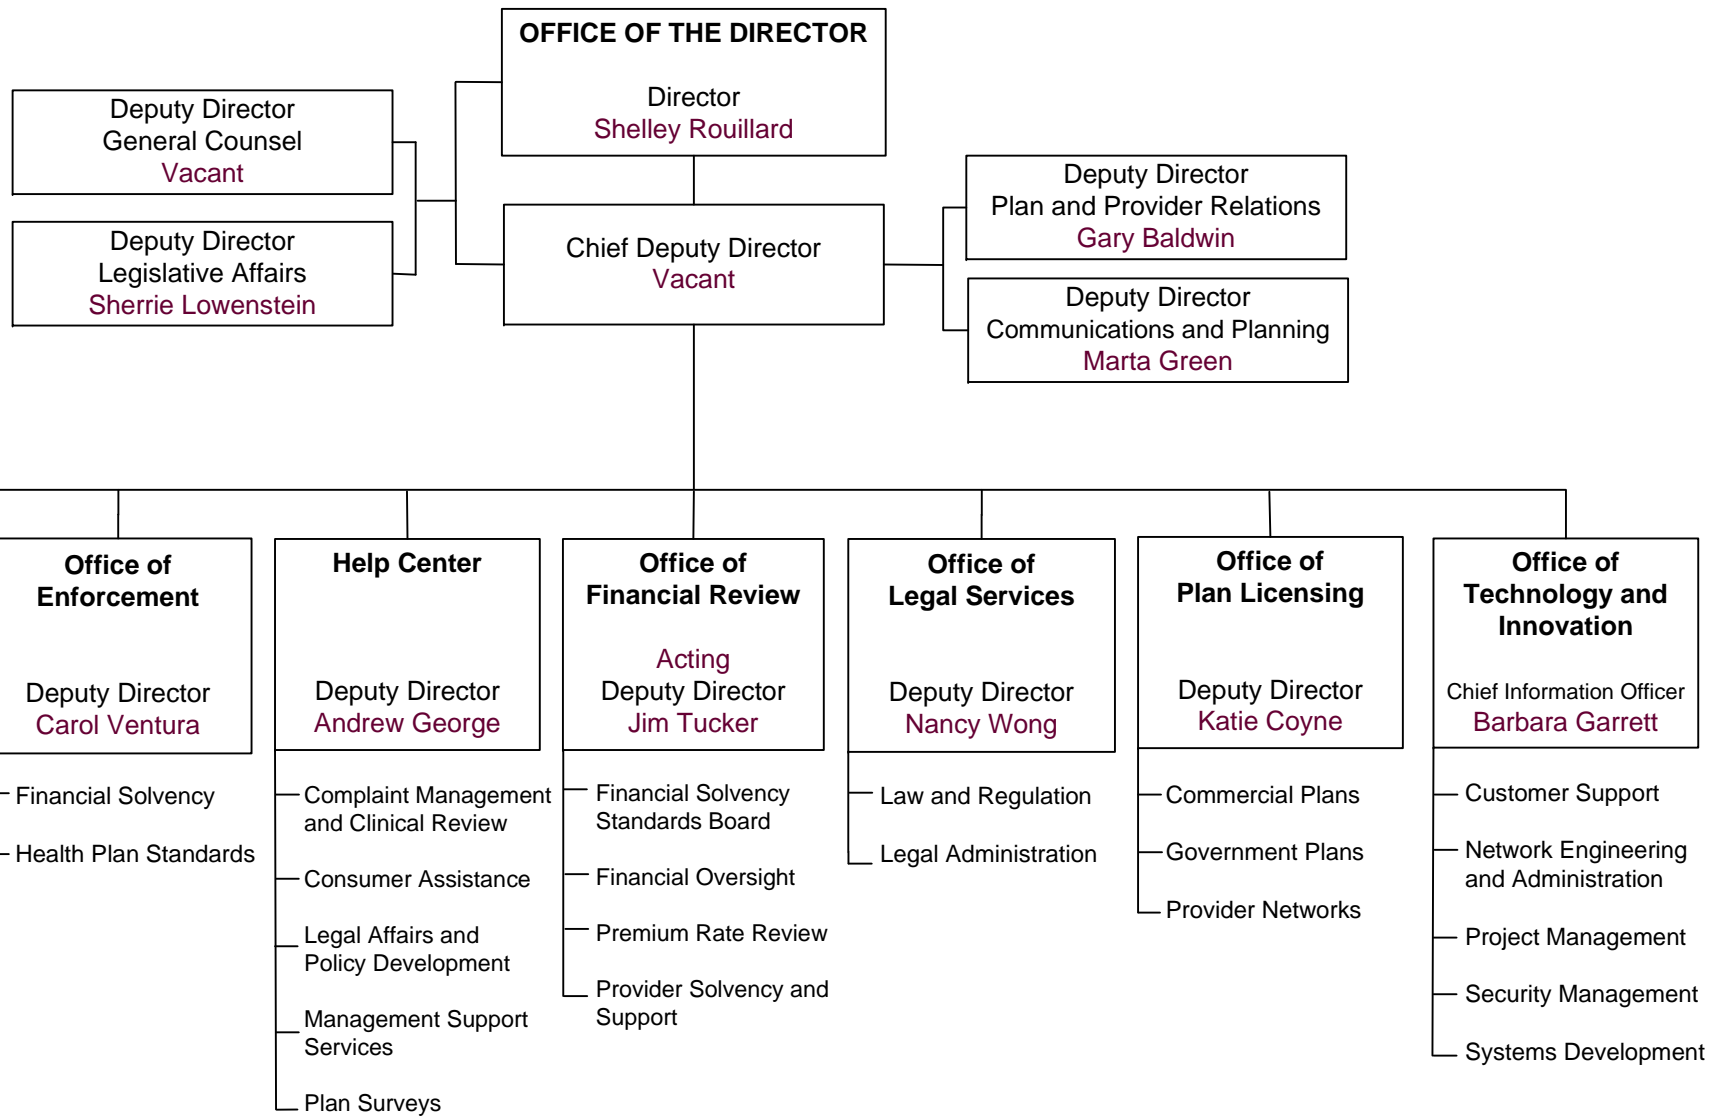 OFFICE OF THE DIRECTOR
Director
Shelley Rouillard
Deputy Director
General Counsel
Vacant
Deputy Director
Legislative Affairs
Sherrie Lowenstein
Chief Deputy Director
Vacant
Deputy Director
Plan and Provider Relations
Gary Baldwin
Deputy Director
Communications and Planning
Marta Green
Office of
Enforcement
Deputy Director
Carol Ventura
Financial Solvency
Health Plan Standards
Help Center
Deputy Director
Andrew George
Complaint Management
and Clinical Review
Consumer Assistance
Legal Affairs and
Policy Development
Management Support
Services
Plan Surveys
Office of
Financial Review
Acting
Deputy Director
Jim Tucker
Financial Solvency
Standards Board
Financial Oversight
Premium Rate Review
Provider Solvency and
Support
Office of
Legal Services
Deputy Director
Nancy Wong
Law and Regulation
Legal Administration
Office of
Plan Licensing
Deputy Director
Katie Coyne
Commercial Plans
Government Plans
Provider Networks
Office of
Technology and
Innovation
Chief Information Officer
Barbara Garrett
Customer Support
Network Engineering
and Administration
Project Management
Security Management
Systems Development